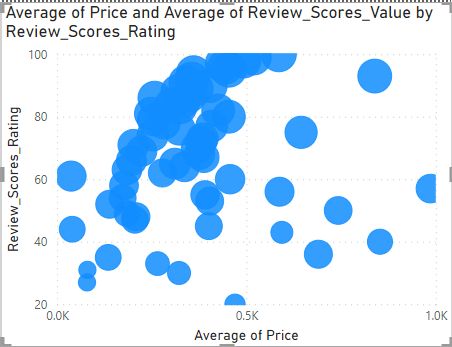 Average of Price and Average of Review_Scores_Value by
Review_Scores_Rating
100
80
60
40
20
Review_Scores_Rating
0.0K 0.5K 1.0K
Average of Price